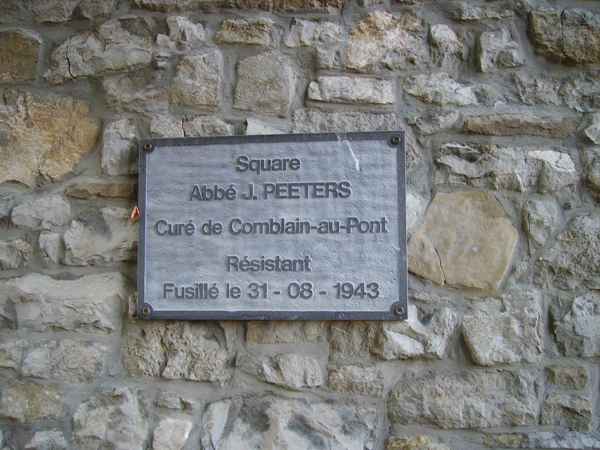 Square
Abbé J. PEETERS
Curé de Comblain-au-Pont
Résistant
Fusillé le 31 - 08 - 1943